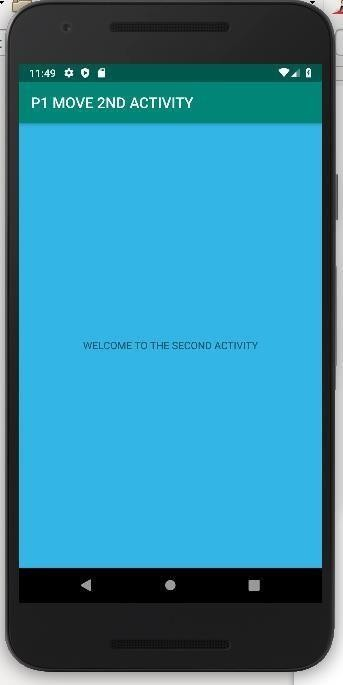 11:49
P1 MOVE 2ND ACTIVITY
WELCOME TO THE SECOND ACTIVITY